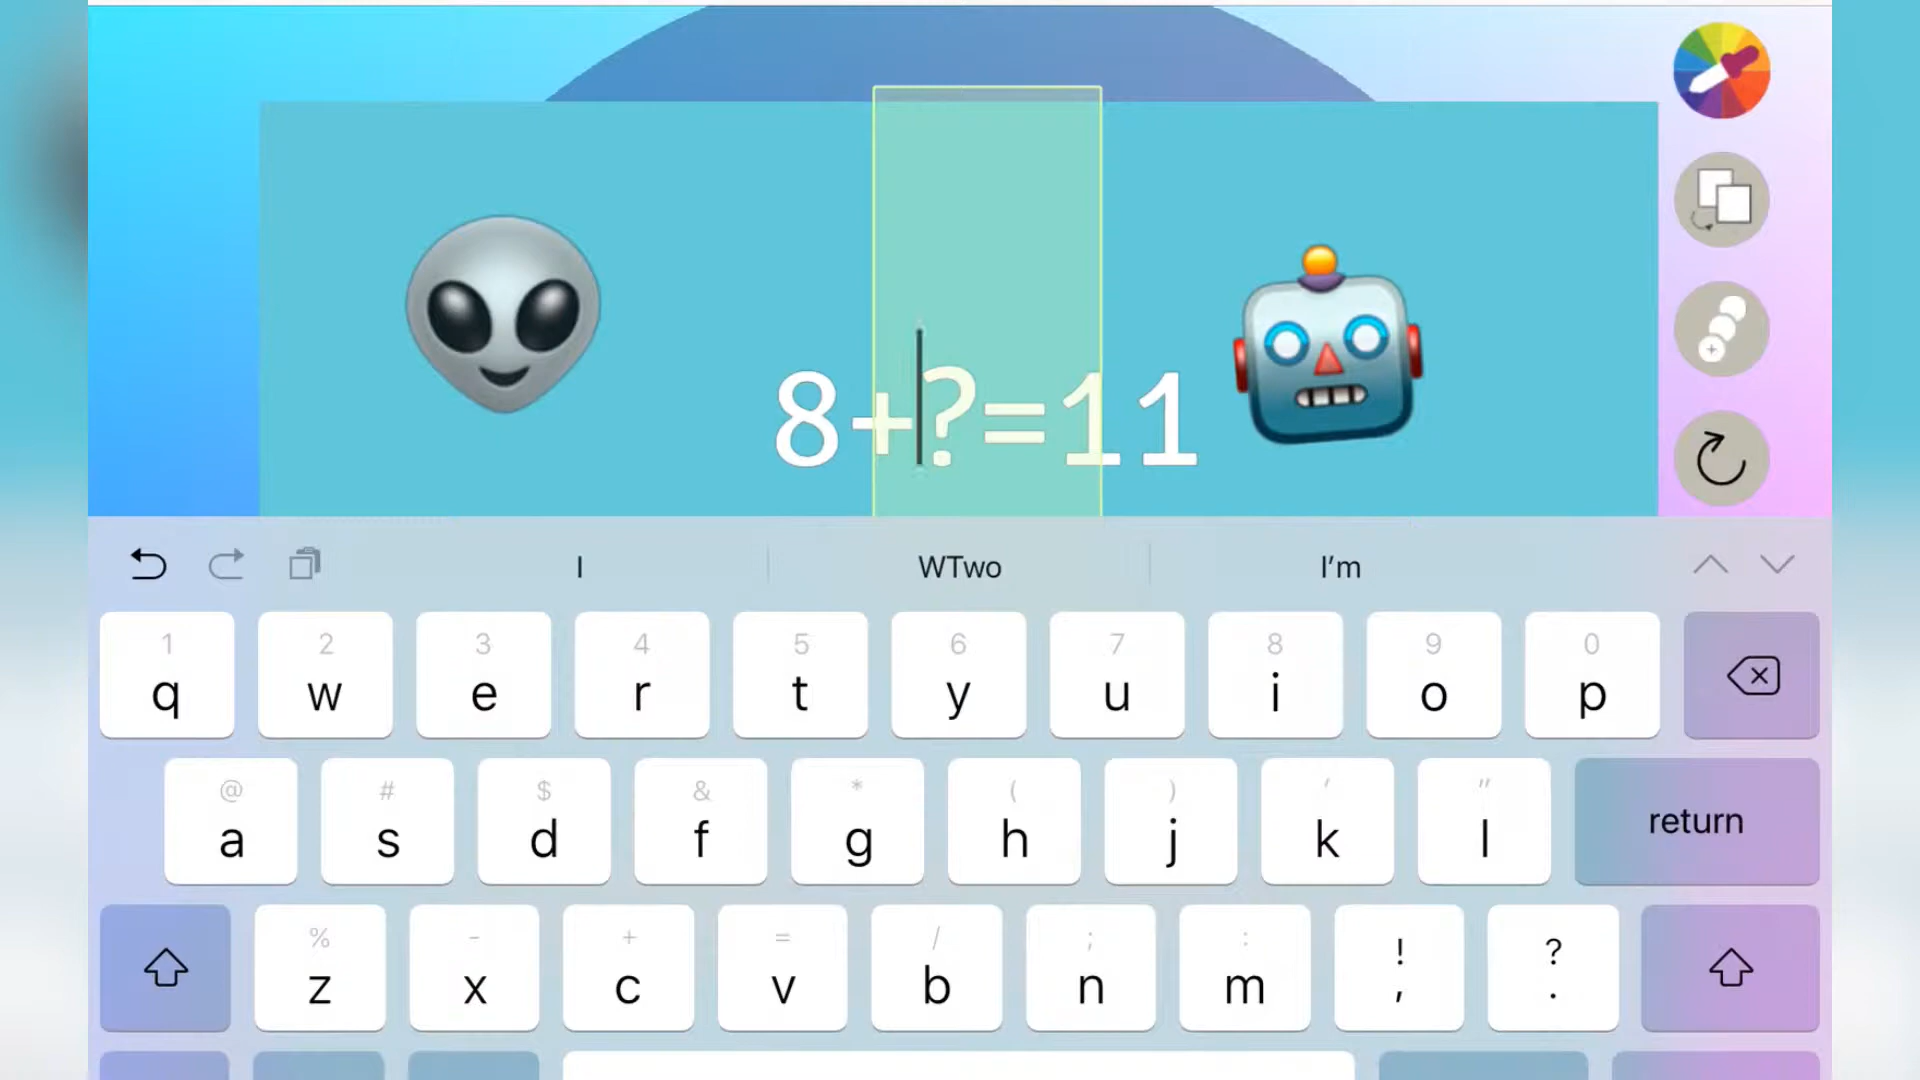 8+?=11
I WTwo I’m
1 2 3 4 5 6 7 8 9 0
q w e r t y u i o p
@ # $ & * ( ) ' "
a s d f g h j k l return
% - + = / ; : ! ?
z x c v b n m , .